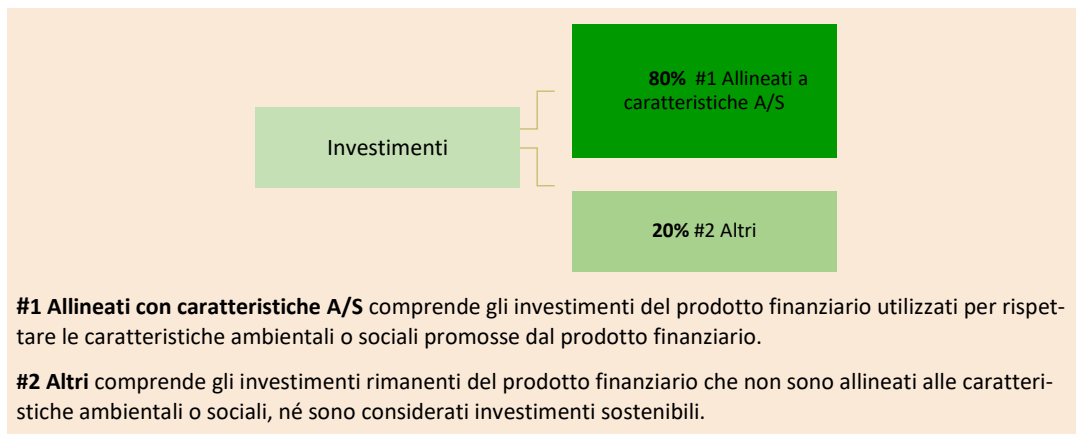 80% #1 Allineati a
caratteristiche A/S
Investimenti
20% #2 Altri
#1 Allineati con caratteristiche A/S comprende gli investimenti del prodotto finanziario utilizzati per rispet-
tare le caratteristiche ambientali o sociali promosse dal prodotto finanziario.
#2 Altri comprende gli investimenti rimanenti del prodotto finanziario che non sono allineati alle caratteri-
stiche ambientali o sociali, né sono considerati investimenti sostenibili.